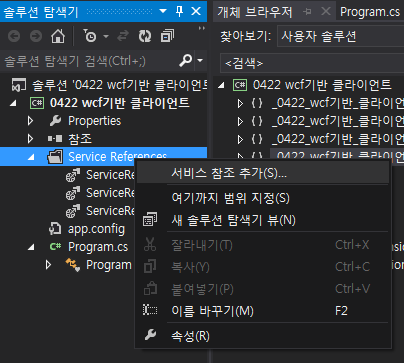 솔루션 탐색기
솔루션 탐색기 검색(Ctrl+;)
솔루션 '0422 wcf기반 클라이언트'
0422 wcf기반 클라이언트
Properties
참조
Service References
ServiceRe
ServiceRe
ServiceRe
app.config
Program.cs
Program
개체 브라우저
Program.cs
찾아보기: 사용자 솔루션
<검색>
0422 wcf기반 클라이언트
{ } _0422_wcf기반_클라이언트
{ } _0422_wcf기반_클라이언트
{ } _0422_wcf기반_클라이언트
{ } _0422_wcf기반_클라이언트
서비스 참조 추가(S)...
여기까지 범위 지정(S)
새 솔루션 탐색기 뷰(N)
잘라내기(T) Ctrl+X
복사(Y) Ctrl+C
붙여넣기(P) Ctrl+V
이름 바꾸기(M) F2
속성(R)